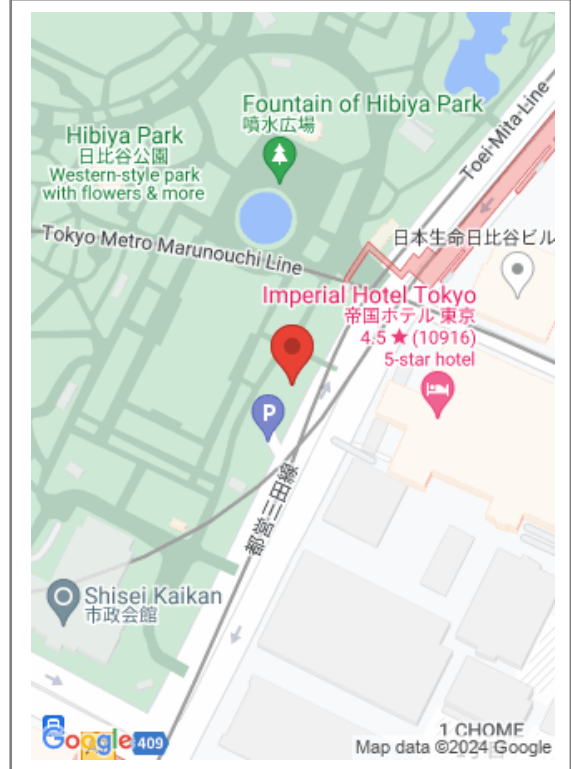 Fountain of Hibiya Park
噴水広場
Hibiya Park
日比谷公園
Western-style park
with flowers & more
Toei Mita Line
Tokyo Metro Marunouchi Line
日本生命日比谷ビル
Imperial Hotel Tokyo
帝国ホテル 東京
4.5 ★ (10916)
5-star hotel
P
都営三田線
Shisei Kaikan
市政会館
1 CHOME
Google
409
Map data ©2024 Google